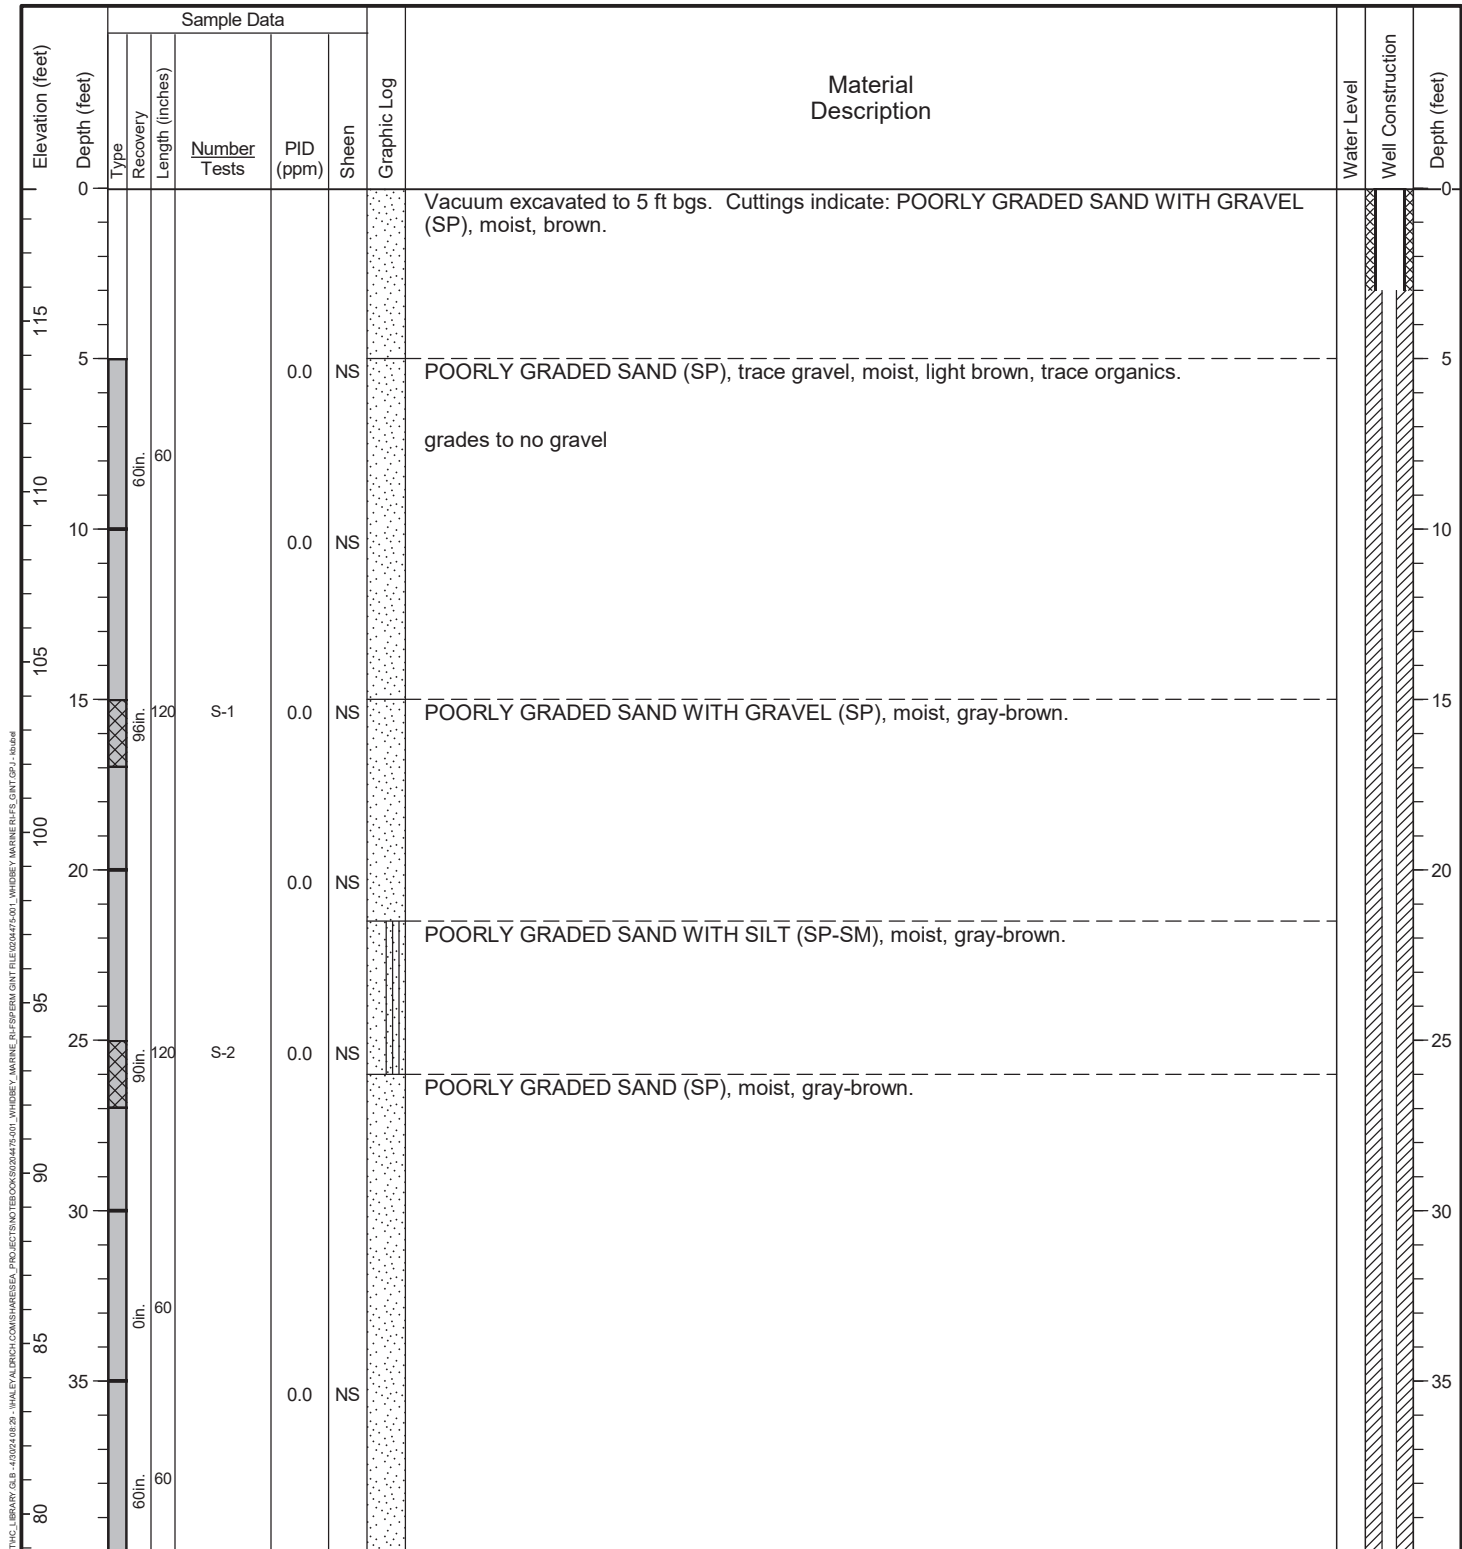 Sample Data
Elevation (feet)
Depth (feet)
Type
Recovery
Length (inches)
Number
Tests
PID
(ppm)
Sheen
Graphic Log
Material
Description
Water Level
Well Construction
Depth (feet)
0
Vacuum excavated to 5 ft bgs.  Cuttings indicate: POORLY GRADED SAND WITH GRAVEL
(SP), moist, brown.
0
115
5
0.0 NS
POORLY GRADED SAND (SP), trace gravel, moist, light brown, trace organics.
5
grades to no gravel
60in. 60
110
10
0.0 NS
10
105
15
96in. 120 S-1 0.0 NS
POORLY GRADED SAND WITH GRAVEL (SP), moist, gray-brown.
15
100
20
0.0 NS
20
POORLY GRADED SAND WITH SILT (SP-SM), moist, gray-brown.
95
25
90in. 120 S-2 0.0 NS
25
POORLY GRADED SAND (SP), moist, gray-brown.
90
30
30
0in. 60
85
35
0.0 NS
35
60in. 60
80